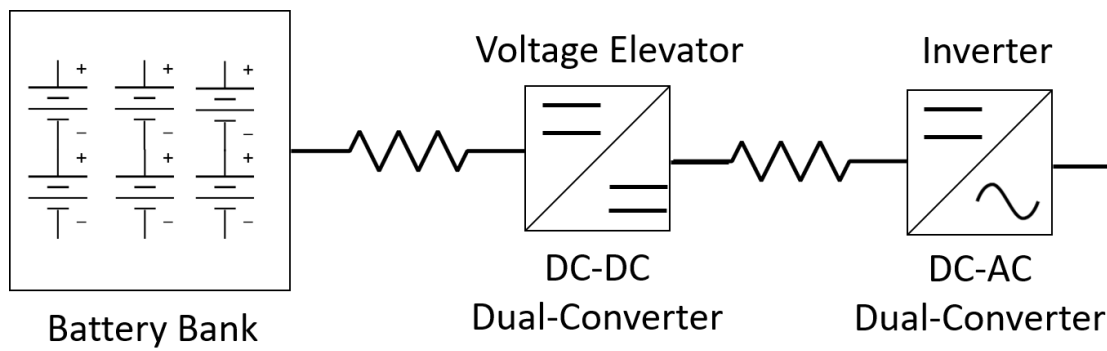 Voltage Elevator
Inverter
+ + +
− − −
+ + +
− − −
DC-DC
Dual-Converter
DC-AC
Dual-Converter
Battery Bank